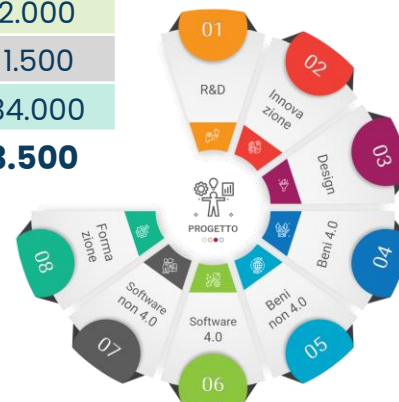 2.000
1.500
34.000
3.500
01
R&D
02
Innova
zione
03
Design
04
Beni 4.0
05
Beni
non 4.0
06
Software
4.0
07
Software
non 4.0
08
Forma
zione
PROGETTO